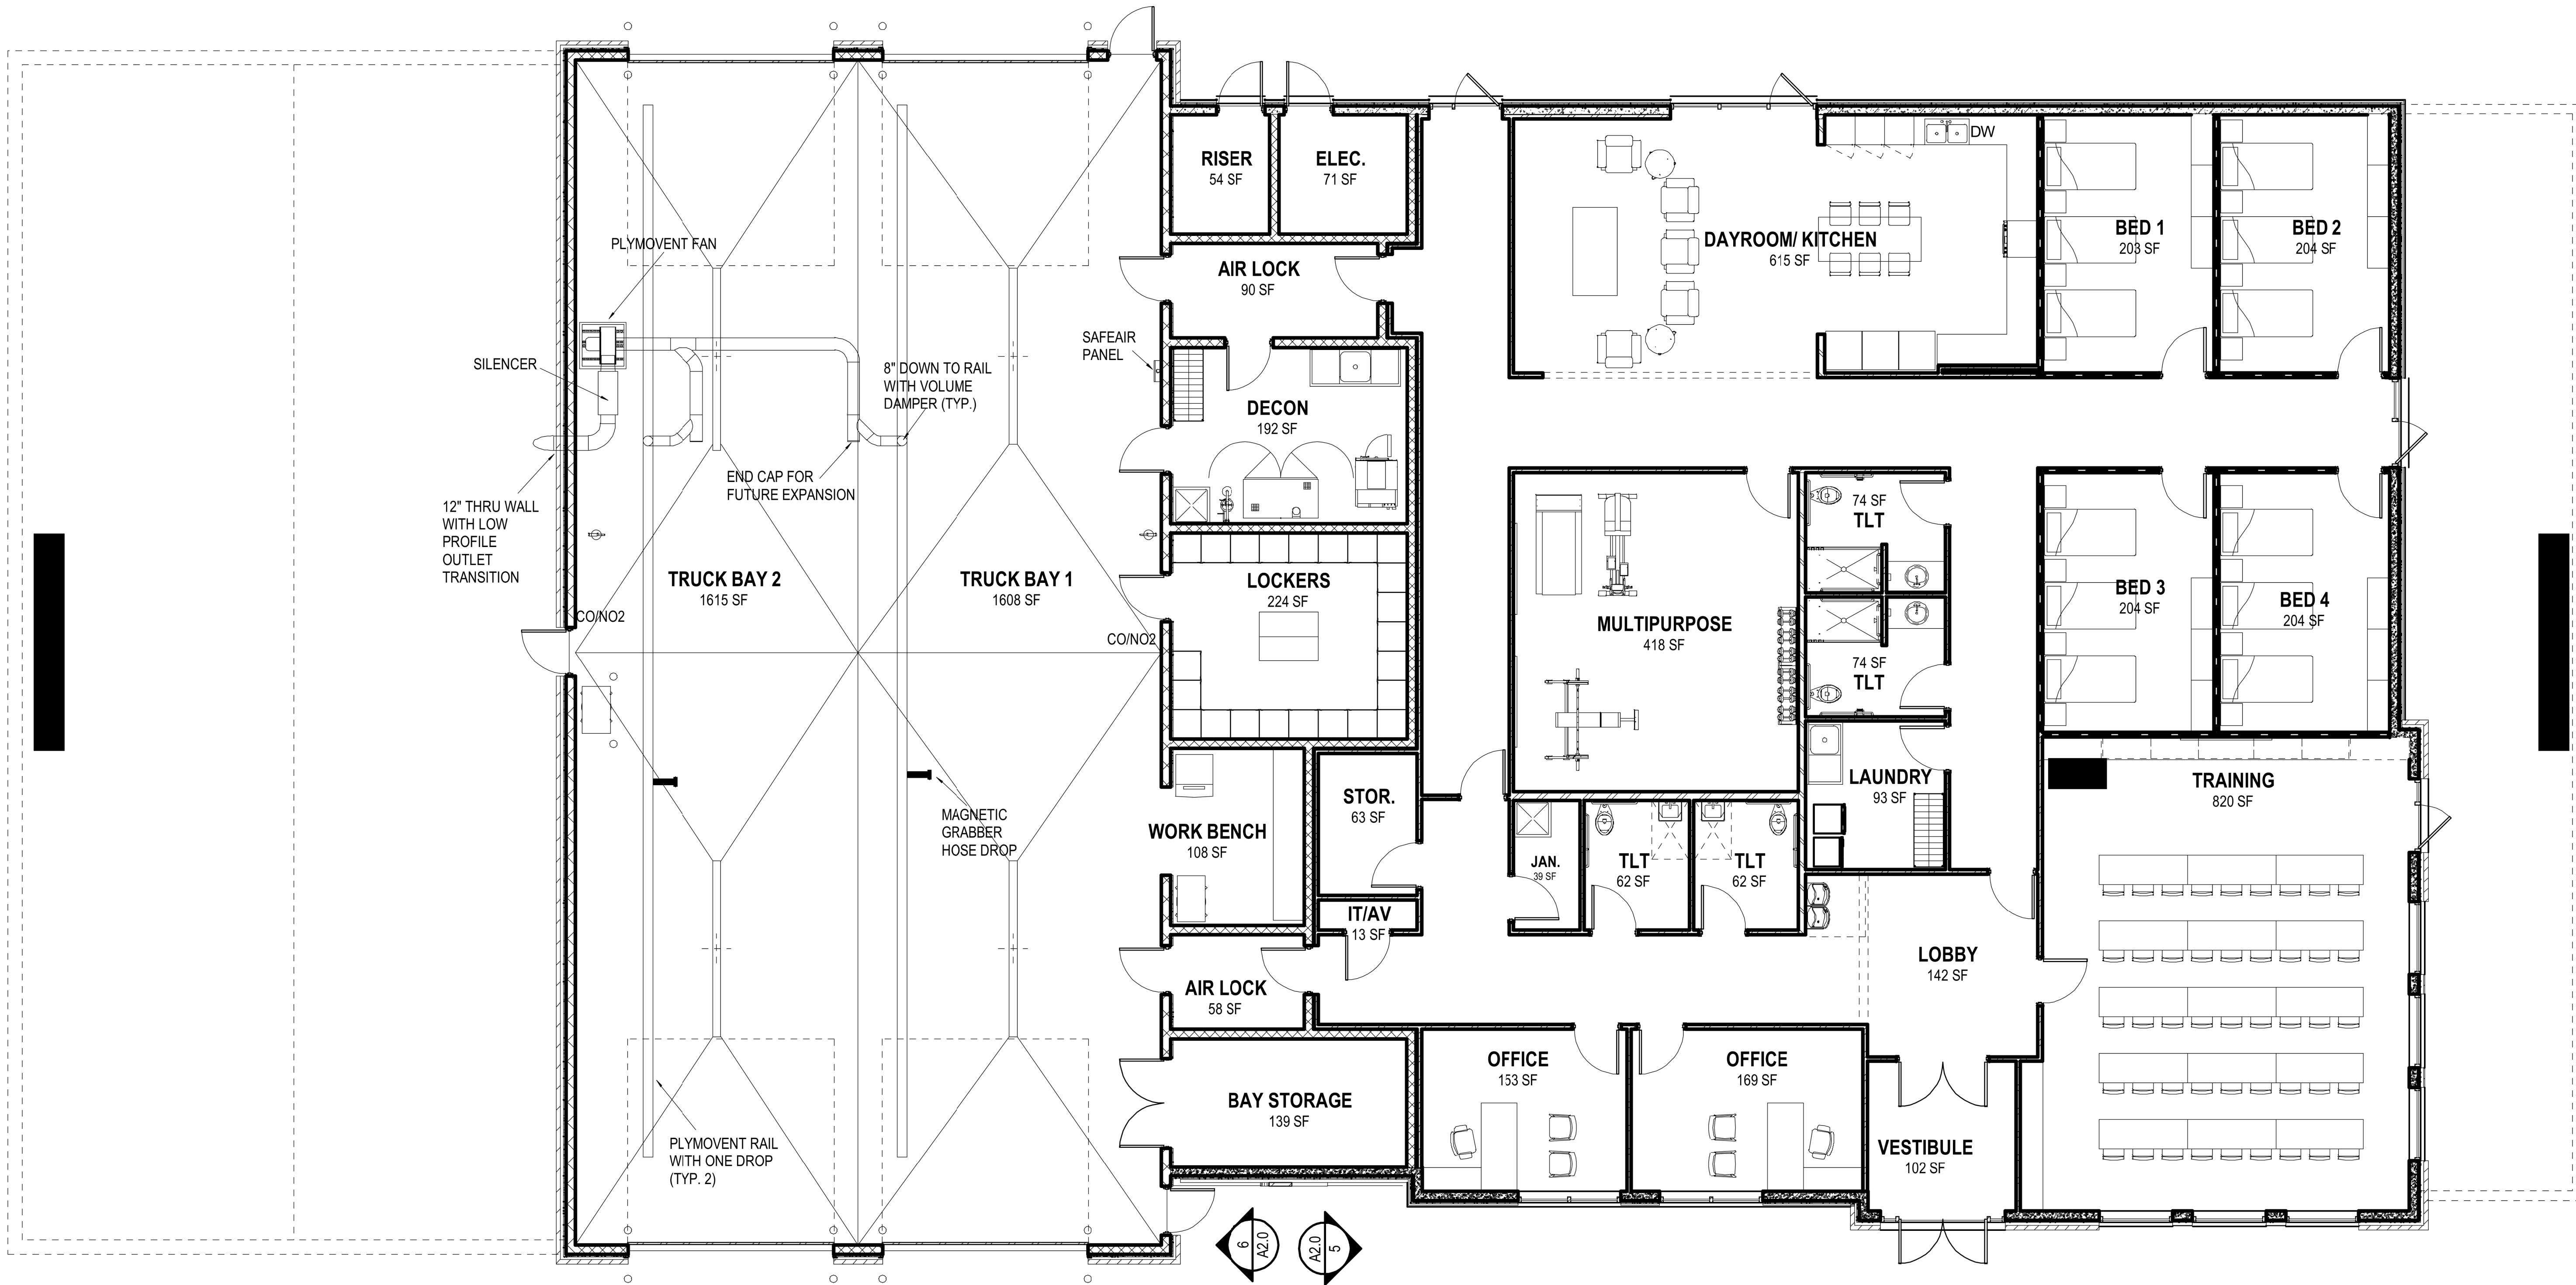 RISER
54 SF
ELEC.
71 SF
DW
PLYMOVENT FAN
AIR LOCK
90 SF
DAYROOM/ KITCHEN
615 SF
BED 1
203 SF
BED 2
204 SF
SILENCER
SAFEAIR
PANEL
8" DOWN TO RAIL
WITH VOLUME
DAMPER (TYP.)
DECON
192 SF
END CAP FOR
FUTURE EXPANSION
12" THRU WALL
WITH LOW
PROFILE
OUTLET
TRANSITION
74 SF
TLT
TRUCK BAY 2
1615 SF
TRUCK BAY 1
1608 SF
LOCKERS
224 SF
MULTIPURPOSE
418 SF
BED 3
204 SF
BED 4
204 SF
CO/NO2
CO/NO2
74 SF
TLT
STOR.
63 SF
LAUNDRY
93 SF
TRAINING
820 SF
WORK BENCH
108 SF
MAGNETIC
GRABBER
HOSE DROP
JAN.
39 SF
TLT
62 SF
TLT
62 SF
IT/AV
13 SF
LOBBY
142 SF
AIR LOCK
58 SF
OFFICE
153 SF
OFFICE
169 SF
BAY STORAGE
139 SF
PLYMOVENT RAIL
WITH ONE DROP
(TYP. 2)
VESTIBULE
102 SF
6
A2.0
A2.0
5